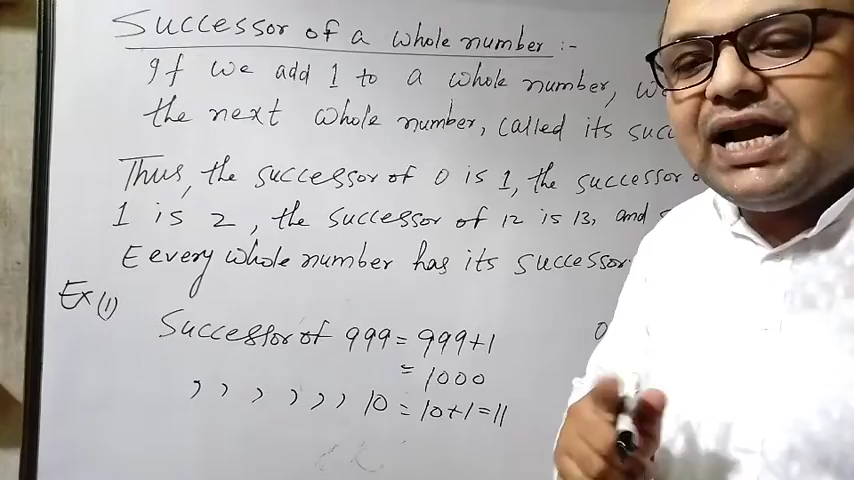 Successor of a whole number :-
If we add 1 to a whole number, w
the next whole number, called its succ
Thus, the successor of 0 is 1, the successor o
1 is 2, the successor of 12 is 13, and
E every whole number has its successor.
Ex (1)
Successor of 999 = 999+1
= 1000
,, ,, ,, 10 = 10+1=11